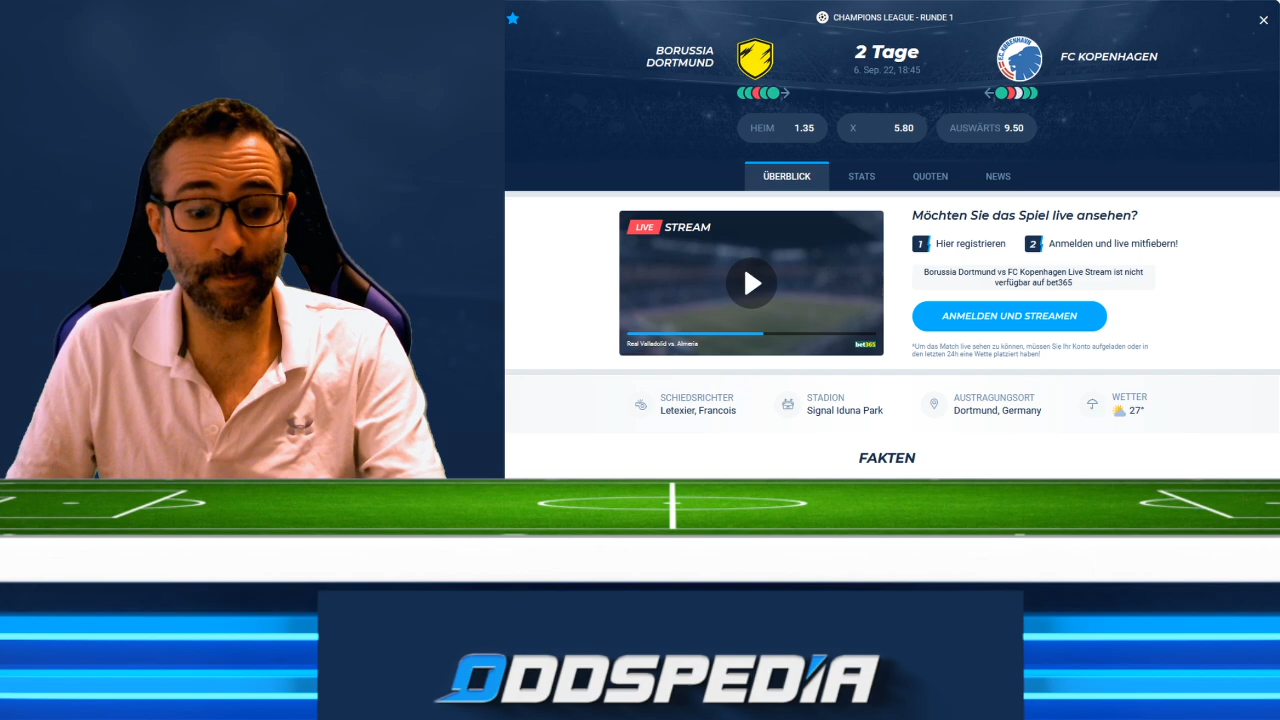 CHAMPIONS LEAGUE - RUNDE 1
BORUSSIA
DORTMUND
2 Tage
6. Sep. 22, 18:45
FC KOPENHAGEN
HEIM 1.35
X 5.80
AUSWÄRTS 9.50
ÜBERBLICK STATS QUOTEN NEWS
LIVE STREAM
Real Valladolid vs. Almeria
bet365
Möchten Sie das Spiel live ansehen?
1 Hier registrieren
2 Anmelden und live mitfiebern!
Borussia Dortmund vs FC Kopenhagen Live Stream ist nicht
verfügbar auf bet365
ANMELDEN UND STREAMEN
*Um das Match live sehen zu können, müssen Sie Ihr Konto aufgeladen oder in
den letzten 24h eine Wette platziert haben!
SCHIEDSRICHTER
Letexier, Francois
STADION
Signal Iduna Park
AUSTRAGUNGSORT
Dortmund, Germany
WETTER
27°
FAKTEN
ODDSPEDIA